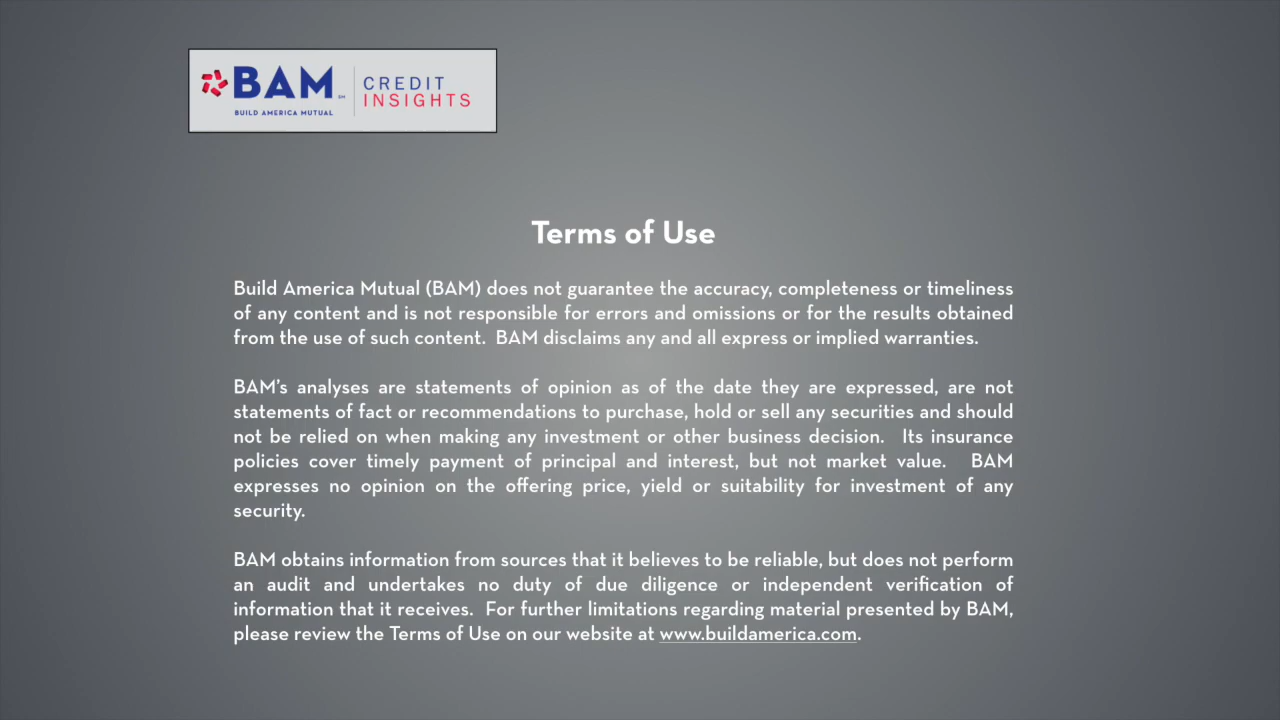 BAM SM
BUILD AMERICA MUTUAL
CREDIT
INSIGHTS
Terms of Use
Build America Mutual (BAM) does not guarantee the accuracy, completeness or timeliness
of any content and is not responsible for errors and omissions or for the results obtained
from the use of such content. BAM disclaims any and all express or implied warranties.
BAM's analyses are statements of opinion as of the date they are expressed, are not
statements of fact or recommendations to purchase, hold or sell any securities and should
not be relied on when making any investment or other business decision. Its insurance
policies cover timely payment of principal and interest, but not market value. BAM
expresses no opinion on the offering price, yield or suitability for investment of any
security.
BAM obtains information from sources that it believes to be reliable, but does not perform
an audit and undertakes no duty of due diligence or independent verification of
information that it receives. For further limitations regarding material presented by BAM,
please review the Terms of Use on our website at www.buildamerica.com.